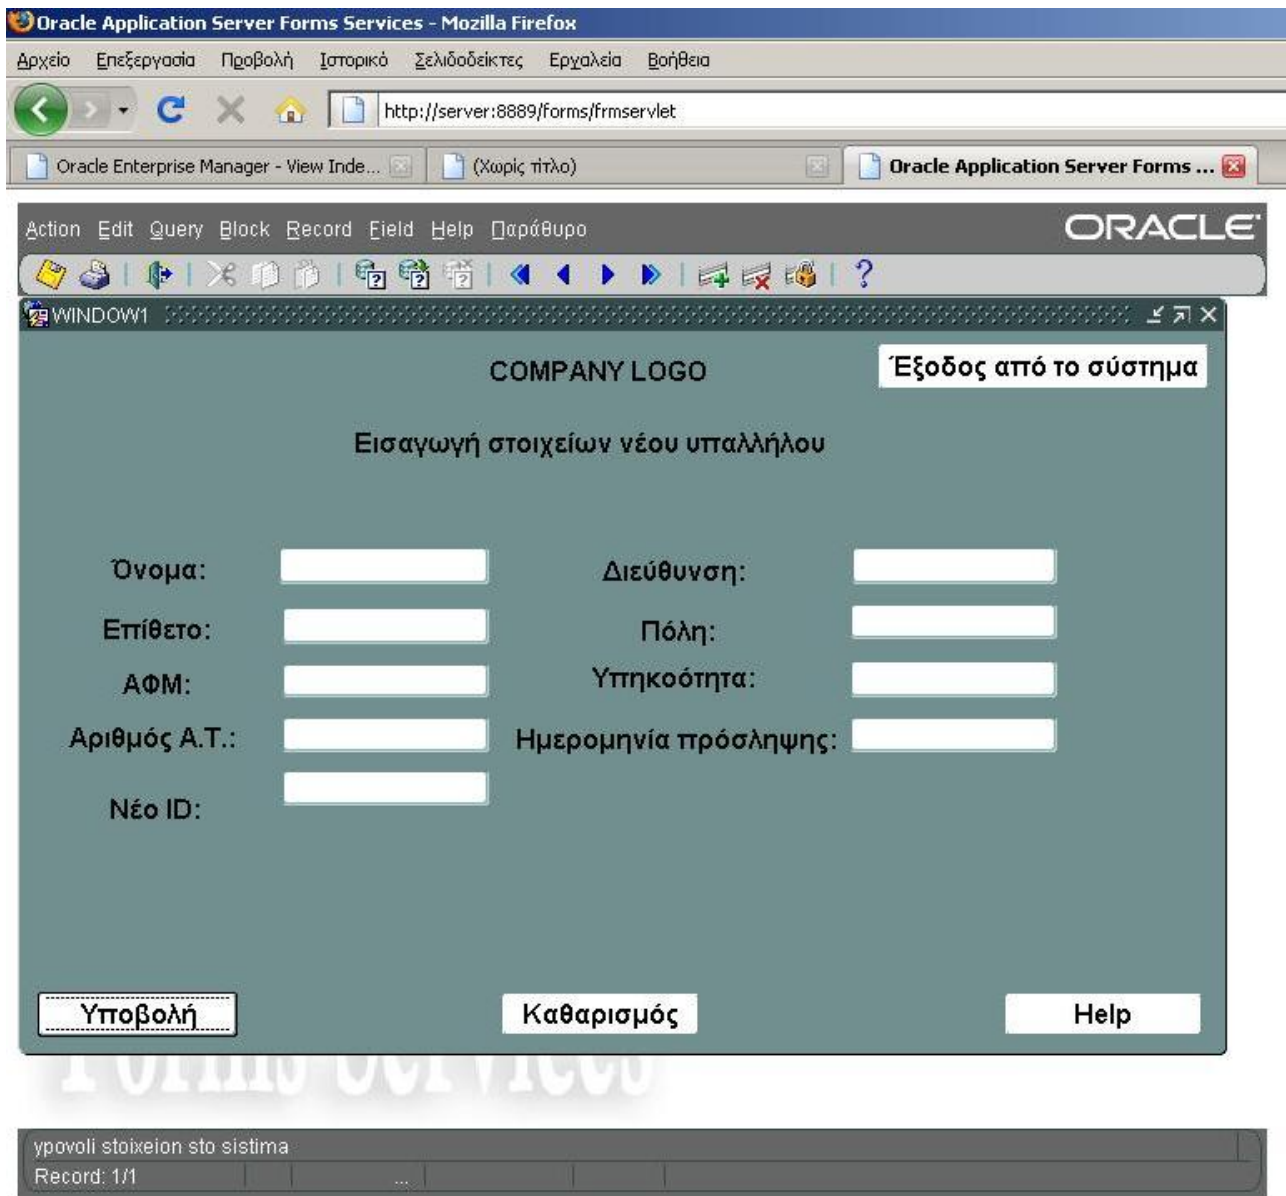 Oracle Application Server Forms Services - Mozilla Firefox
Αρχείο Επεξεργασία Προβολή Ιστορικό Σελιδοδείκτες Εργαλεία Βοήθεια
http://server:8889/forms/frmservlet
Oracle Enterprise Manager - View Inde... (Χωρίς τίτλο) Oracle Application Server Forms ...
Action Edit Query Block Record Field Help Παράθυρο ORACLE
WINDOW1
COMPANY LOGO Έξοδος από το σύστημα
Εισαγωγή στοιχείων νέου υπαλλήλου
Όνομα: Διεύθυνση:
Επίθετο: Πόλη:
ΑΦΜ: Υπηκοότητα:
Αριθμός Α.Τ.: Ημερομηνία πρόσληψης:
Νέο ID:
Υποβολή Καθαρισμός Help
Forms Services
ypovoli stoixeion sto sistima
Record: 1/1 ...